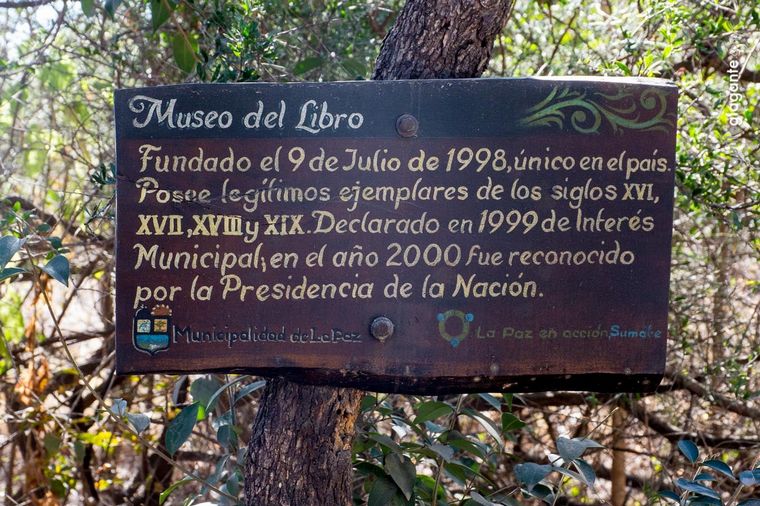 Museo del Libro
Fundado el 9 de Julio de 1998, único en el país.
Posee legítimos ejemplares de los siglos XVI,
XVII, XVIII y XIX. Declarado en 1999 de Interés
Municipal; en el año 2000 fue reconocido
por la Presidencia de la Nación.
Municipalidad de La Paz
La Paz en acción, Sumate